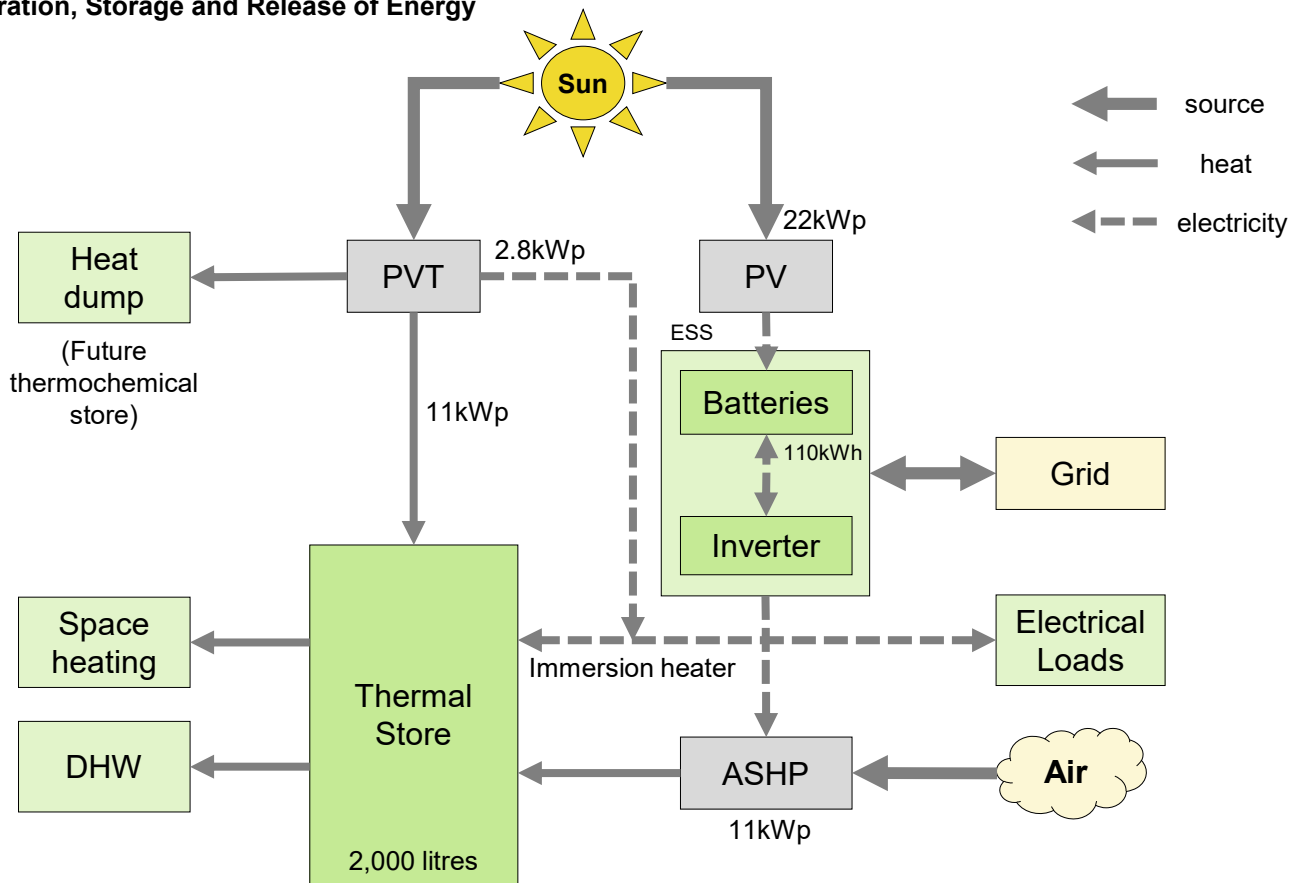 ration, Storage and Release of Energy
Sun
source
heat
electricity
22kWp
2.8kWp
Heat
dump
PVT
PV
(Future
thermochemical
store)
ESS
Batteries
11kWp
110kWh
Grid
Inverter
Space
heating
Electrical
Loads
Immersion heater
Thermal
Store
DHW
ASHP
Air
11kWp
2,000 litres